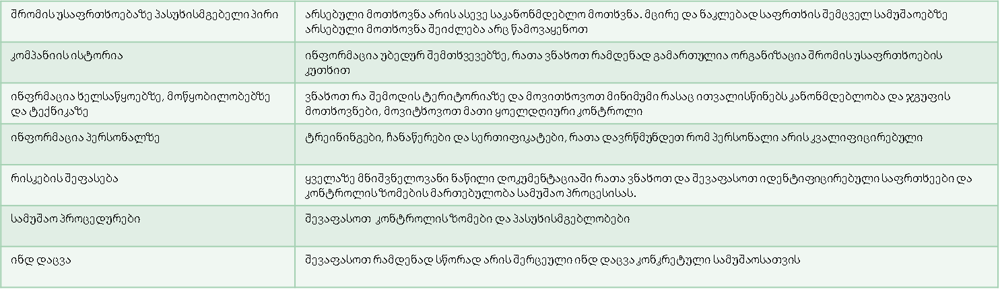 შრომის უსაფრთხოებაზე პასუხისმგებელი პირი
არსებული მოთხოვნა არის ასევე საკანონმდებლო მოთხვნა. მცირე და ნაკლებად საფრთხის შემცველ სამუშაოებზე
არსებული მოთხოვნა შეიძლება არც წამოვაყენოთ
კომპანიის ისტორია
ინფორმაცია უბედურ შემთხვევებზე, რათა ვნახოთ რამდენად გამართულია ორგანიზაცია შრომის უსაფრთხოების
კუთხით
ინფრმაცია ხელსაწყოებზე, მოწყობილობებზე
და ტექნიკაზე
ვნახოთ რა შემოდის ტერიტორიაზე და მოვითხოვოთ მინიმუმი რასაც ითვალისწინებს კანონმდებლობა და ჯგუფის
მოთხოვნები, მოვიტხოვოთ მათი ყოელდღიური კონტროლი
ინფორმაცია პერსონალზე
ტრეინინგები, ჩანაწერები და სერთიფიკატები, რათა დავრწმუნდეთ რომ პერსონალი არის კვალიფიცირებული
რისკების შეფასება
ყველაზე მნიშვნელოვანი ნაწილი დოკუმენტაციაში რათა ვნახოთ და შევაფასოთ იდენტიფიცირებული საფრთხეები და
კონტროლის ზომების მართებულობა სამუშაო პროცესისას.
სამუშაო პროცედურები
შევაფასოთ კონტროლის ზომები და პასუხისმგებლობები
ინდ დაცვა
შევაფასოთ რამდენად სწორად არის შერცეული ინდ დაცვა კონკრეტული სამუშაოსათვის